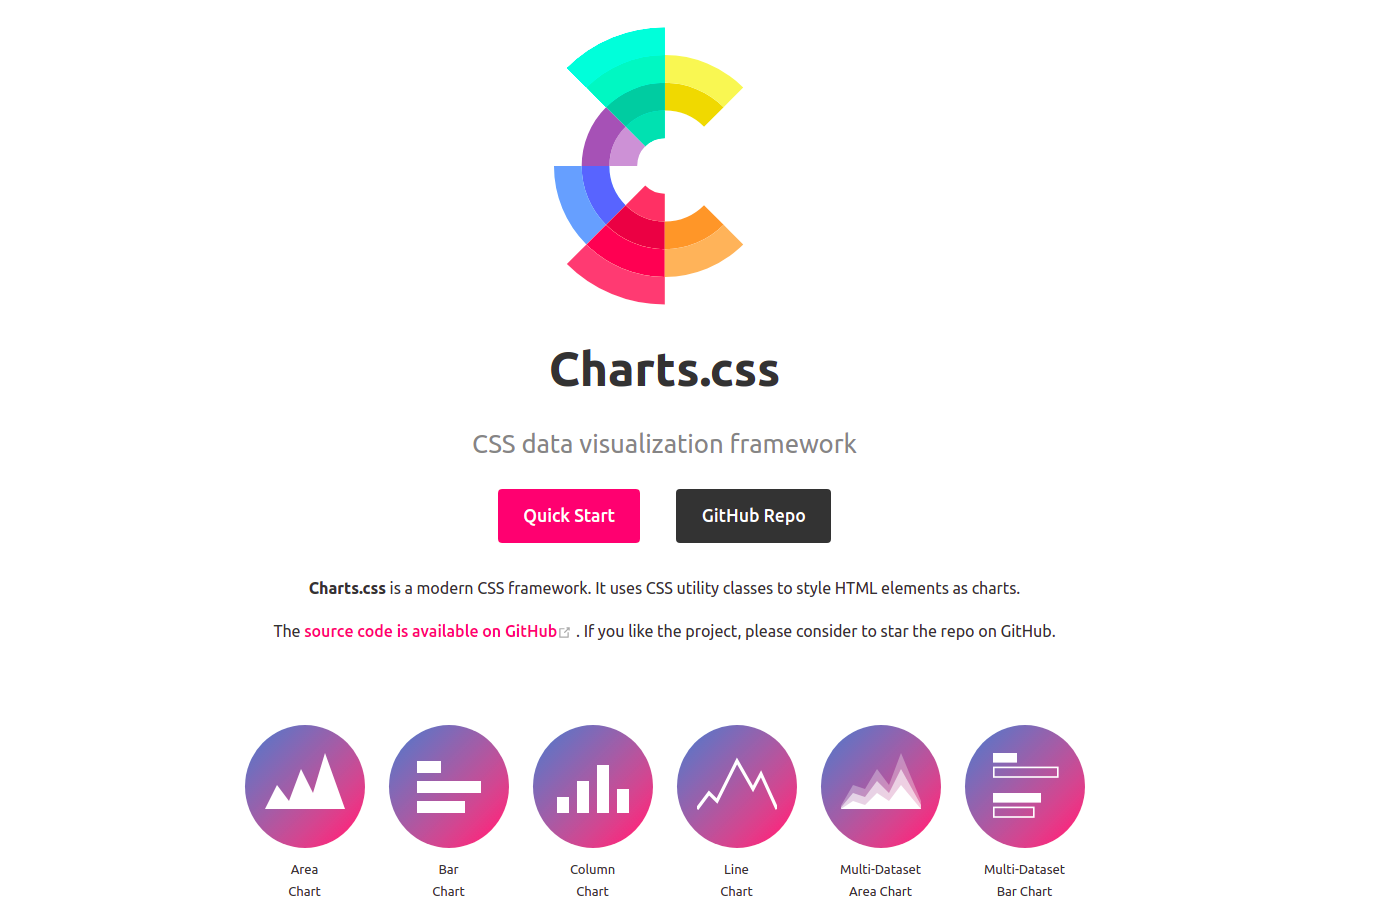 Charts.css
CSS data visualization framework
Quick Start
GitHub Repo
Charts.css is a modern CSS framework. It uses CSS utility classes to style HTML elements as charts.
The source code is available on GitHub . If you like the project, please consider to star the repo on GitHub.
Area
Chart
Bar
Chart
Column
Chart
Line
Chart
Multi-Dataset
Area Chart
Multi-Dataset
Bar Chart